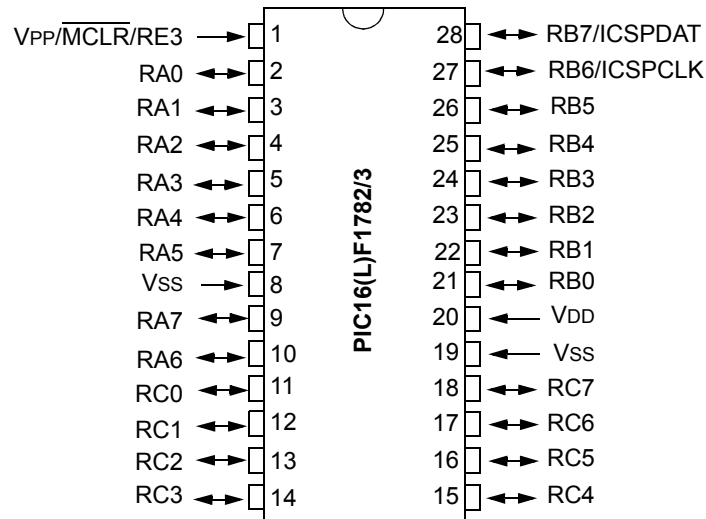 VPP/MCLR/RE3 1 28 RB7/ICSPDAT
RA0 2 27 RB6/ICSPCLK
RA1 3 26 RB5
RA2 4 25 RB4
RA3 5 24 RB3
RA4 6 23 RB2
RA5 7 22 RB1
VSS 8 21 RB0
RA7 9 20 VDD
RA6 10 19 VSS
RC0 11 18 RC7
RC1 12 17 RC6
RC2 13 16 RC5
RC3 14 15 RC4
PIC16(L)F1782/3